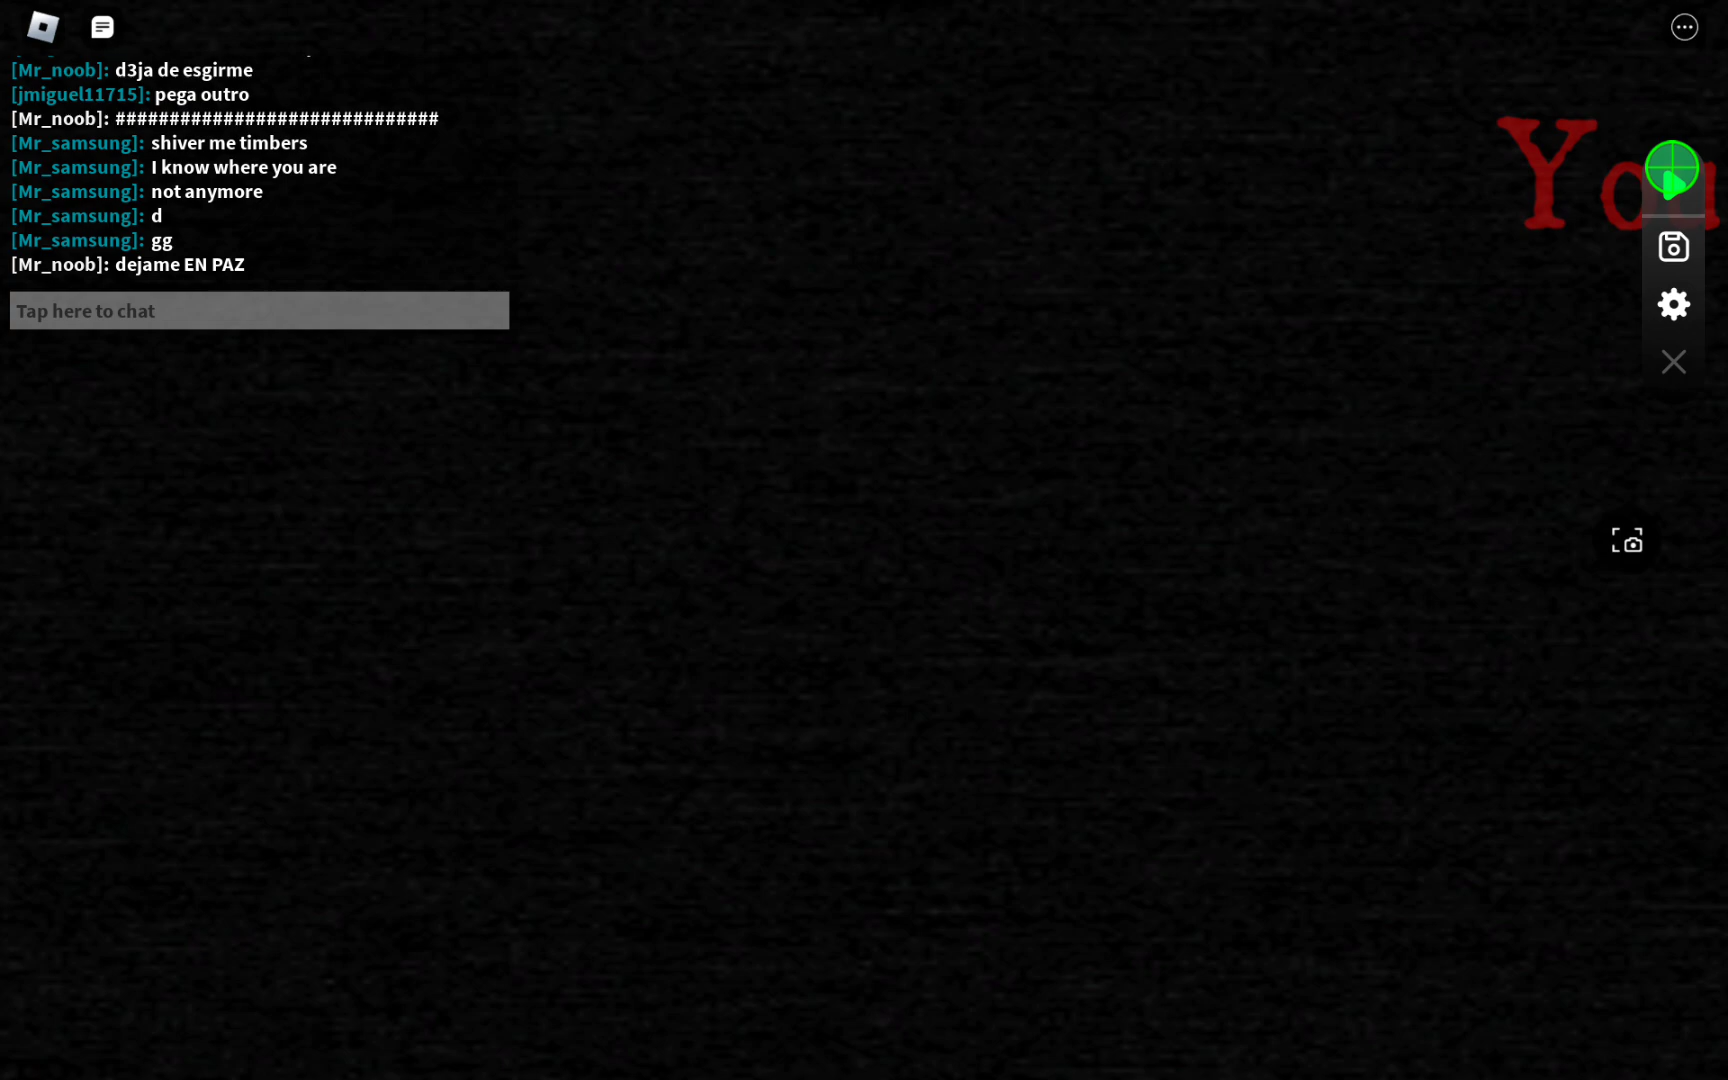 [Mr_noob]: d3ja de esgirme
[jmiguel11715]: pega outro
[Mr_noob]: ##############################
[Mr_samsung]: shiver me timbers
[Mr_samsung]: I know where you are
[Mr_samsung]: not anymore
[Mr_samsung]: d
[Mr_samsung]: gg
[Mr_noob]: dejame EN PAZ
Tap here to chat
You